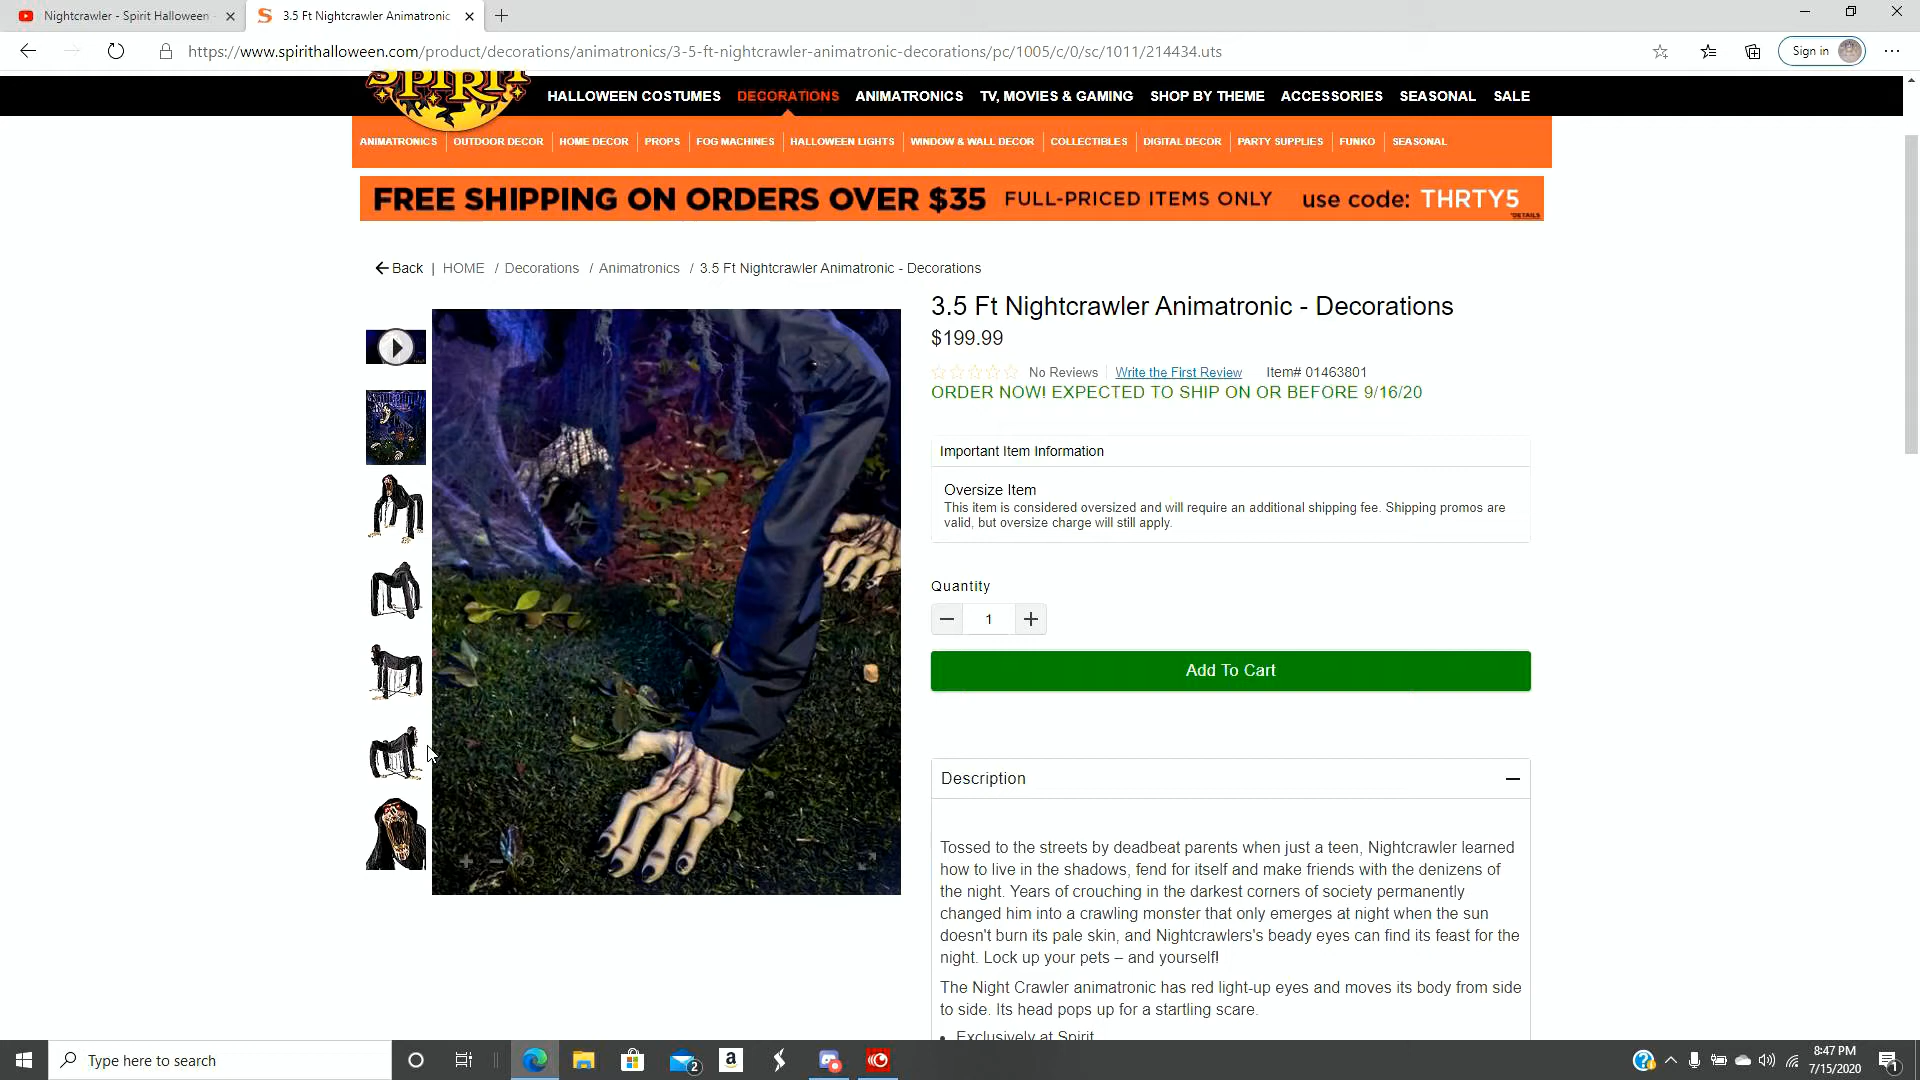 Nightcrawler - Spirit Halloween
3.5 Ft Nightcrawler Animatronic
https://www.spirithalloween.com/product/decorations/animatronics/3-5-ft-nightcrawler-animatronic-decorations/pc/1005/c/0/sc/1011/214434.uts
Sign in
SPIRIT
HALLOWEEN COSTUMES DECORATIONS ANIMATRONICS TV, MOVIES & GAMING SHOP BY THEME ACCESSORIES SEASONAL SALE
ANIMATRONICS OUTDOOR DECOR HOME DECOR PROPS FOG MACHINES HALLOWEEN LIGHTS WINDOW & WALL DECOR COLLECTIBLES DIGITAL DECOR PARTY SUPPLIES FUNKO SEASONAL
FREE SHIPPING ON ORDERS OVER $35 FULL-PRICED ITEMS ONLY use code: THRTY5
*DETAILS
Back | HOME / Decorations / Animatronics / 3.5 Ft Nightcrawler Animatronic - Decorations
3.5 Ft Nightcrawler Animatronic - Decorations
$199.99
No Reviews Write the First Review Item# 01463801
ORDER NOW! EXPECTED TO SHIP ON OR BEFORE 9/16/20
Important Item Information
Oversize Item
This item is considered oversized and will require an additional shipping fee. Shipping promos are
valid, but oversize charge will still apply.
Quantity
1
Add To Cart
Description
Tossed to the streets by deadbeat parents when just a teen, Nightcrawler learned
how to live in the shadows, fend for itself and make friends with the denizens of
the night. Years of crouching in the darkest corners of society permanently
changed him into a crawling monster that only emerges at night when the sun
doesn't burn its pale skin, and Nightcrawlers's beady eyes can find its feast for the
night. Lock up your pets – and yourself!
The Night Crawler animatronic has red light-up eyes and moves its body from side
to side. Its head pops up for a startling scare.
• Exclusively at Spirit
Type here to search
2
8:47 PM
7/15/2020
1